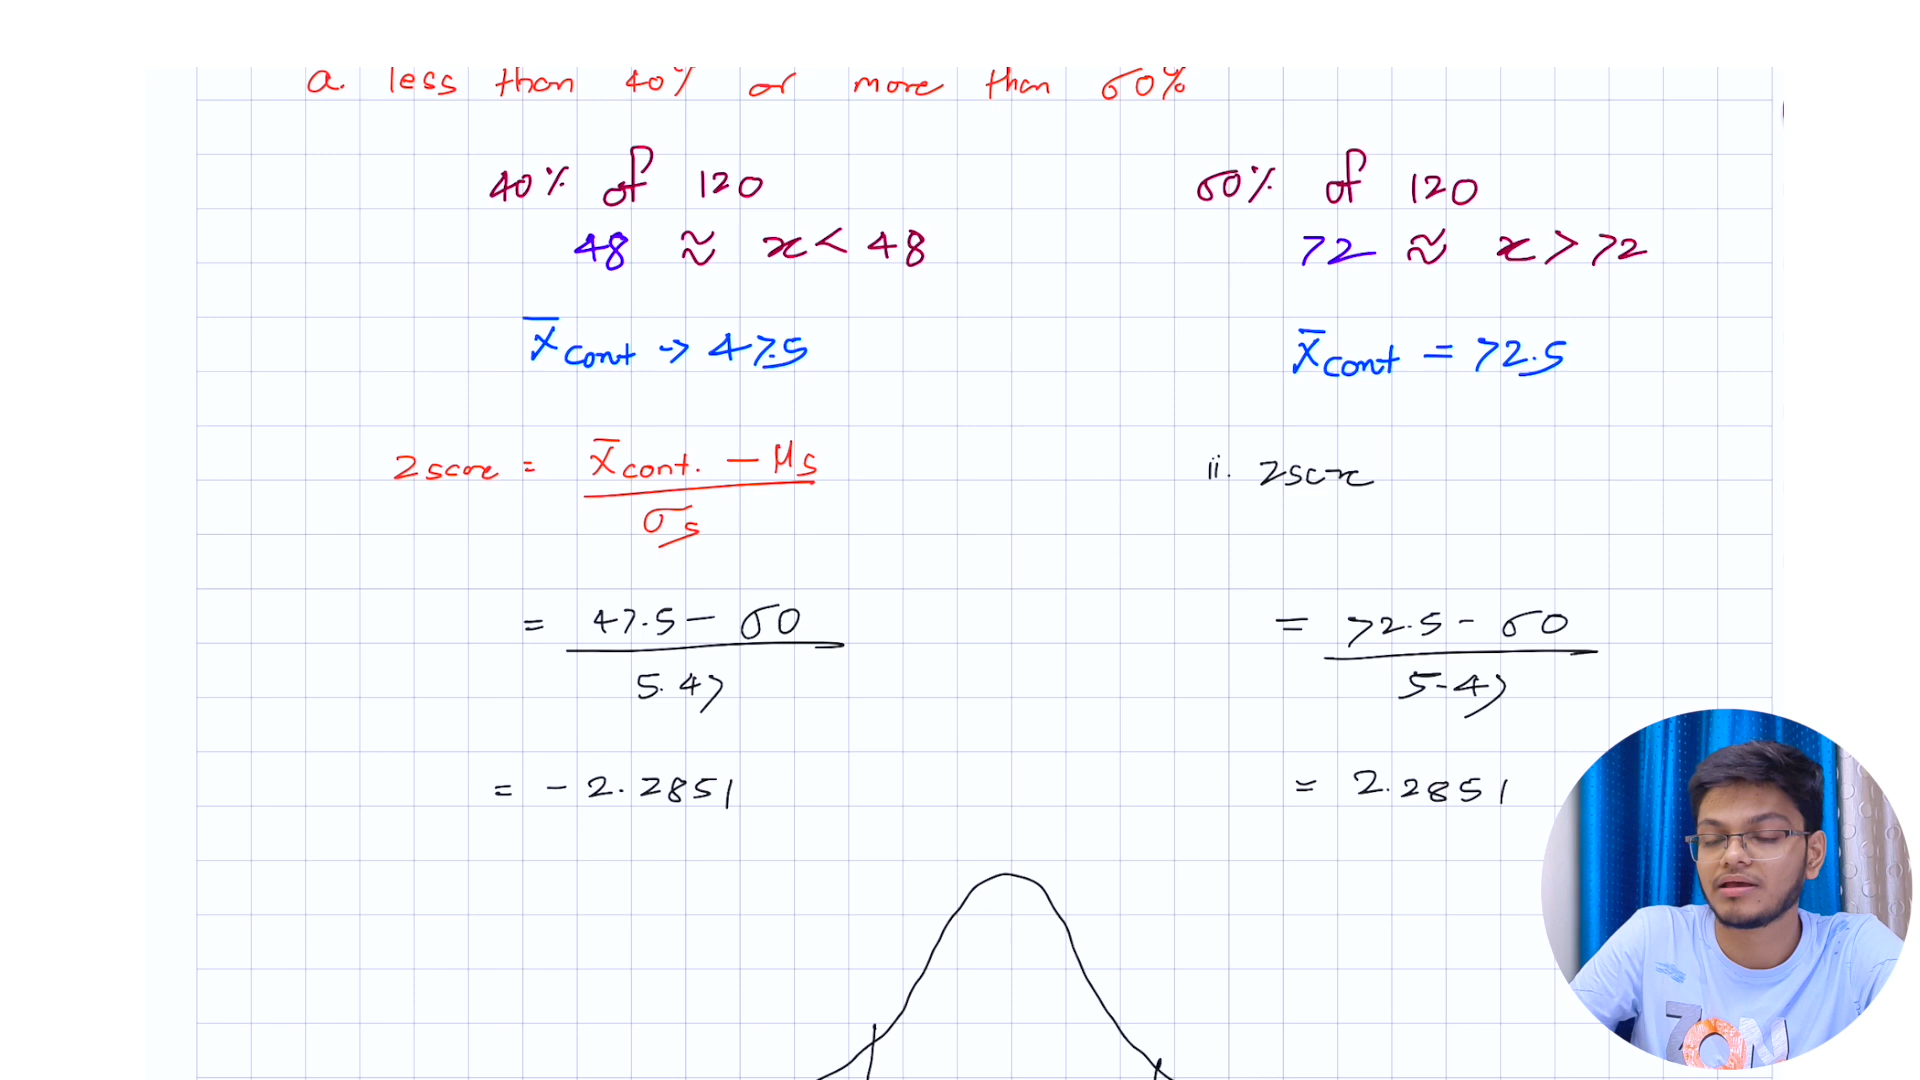 a. less than 40% or more than 60%
40% of 120
48 ≈ x < 48
x̄cont → 47.5
zscore = x̄cont. − μs / σs
= 47.5 − 60 / 5.47
= − 2.2851
60% of 120
72 ≈ x > 72
x̄cont = 72.5
ii. zscore
= 72.5 - 60 / 5.47
= 2.2851
ZON